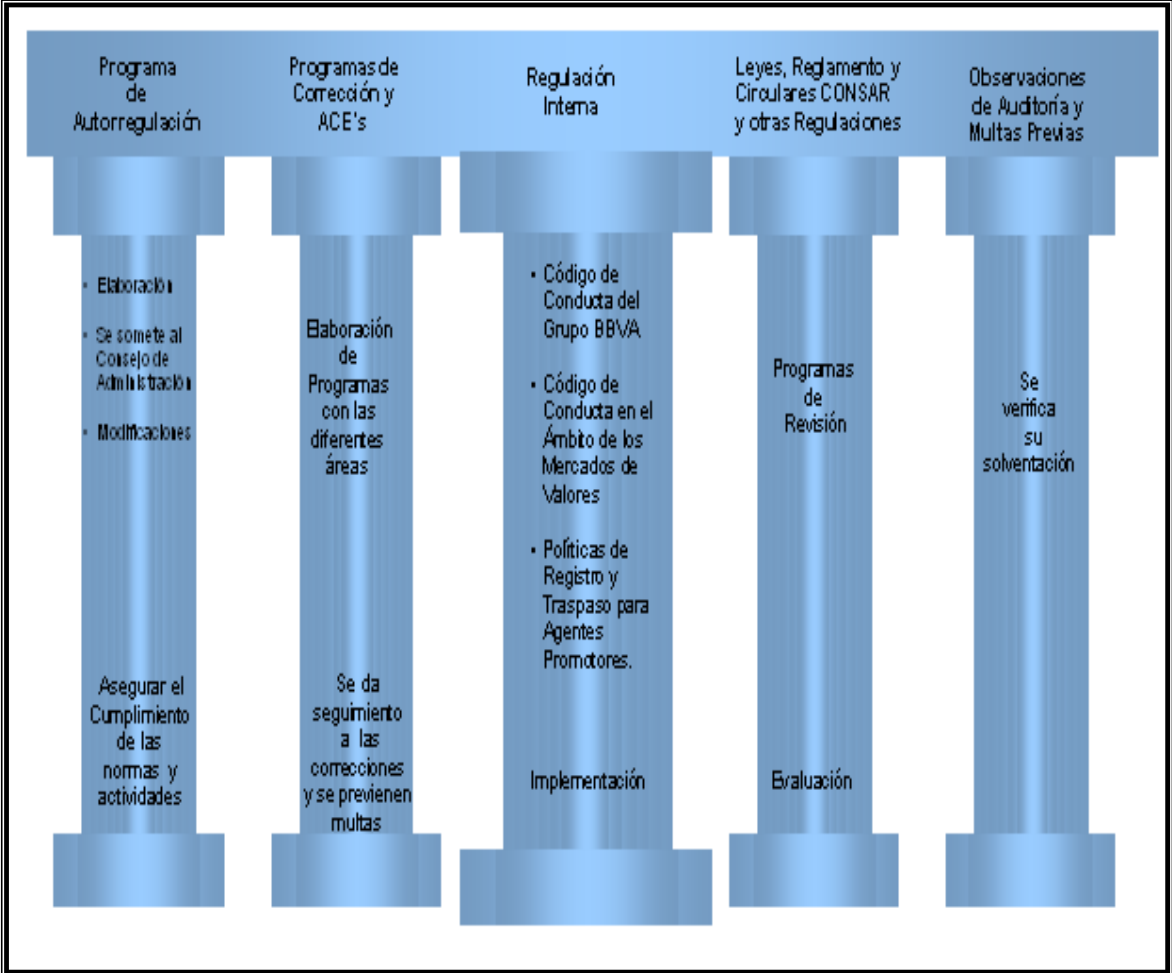 Programa
de
Autorregulación
Programas de
Corrección y
ACE's
Regulación
Interna
Leyes, Reglamento y
Circulares CONSAR
y otras Regulaciones
Observaciones
de Auditoría y
Multas Previas
• Elaboración
• Se somete al
Consejo de
Administración
• Modificaciones
Asegurar el
Cumplimiento
de las
normas y
actividades
Elaboración
de
Programas
con las
diferentes
áreas
Se da
seguimiento
a las
correcciones
y se previenen
multas
• Código de
Conducta del
Grupo BBVA
• Código de
Conducta en el
Ámbito de los
Mercados de
Valores
• Políticas de
Registro y
Traspaso para
Agentes
Promotores.
Implementación
Programas
de
Revisión
Evaluación
Se
verifica
su
solventación